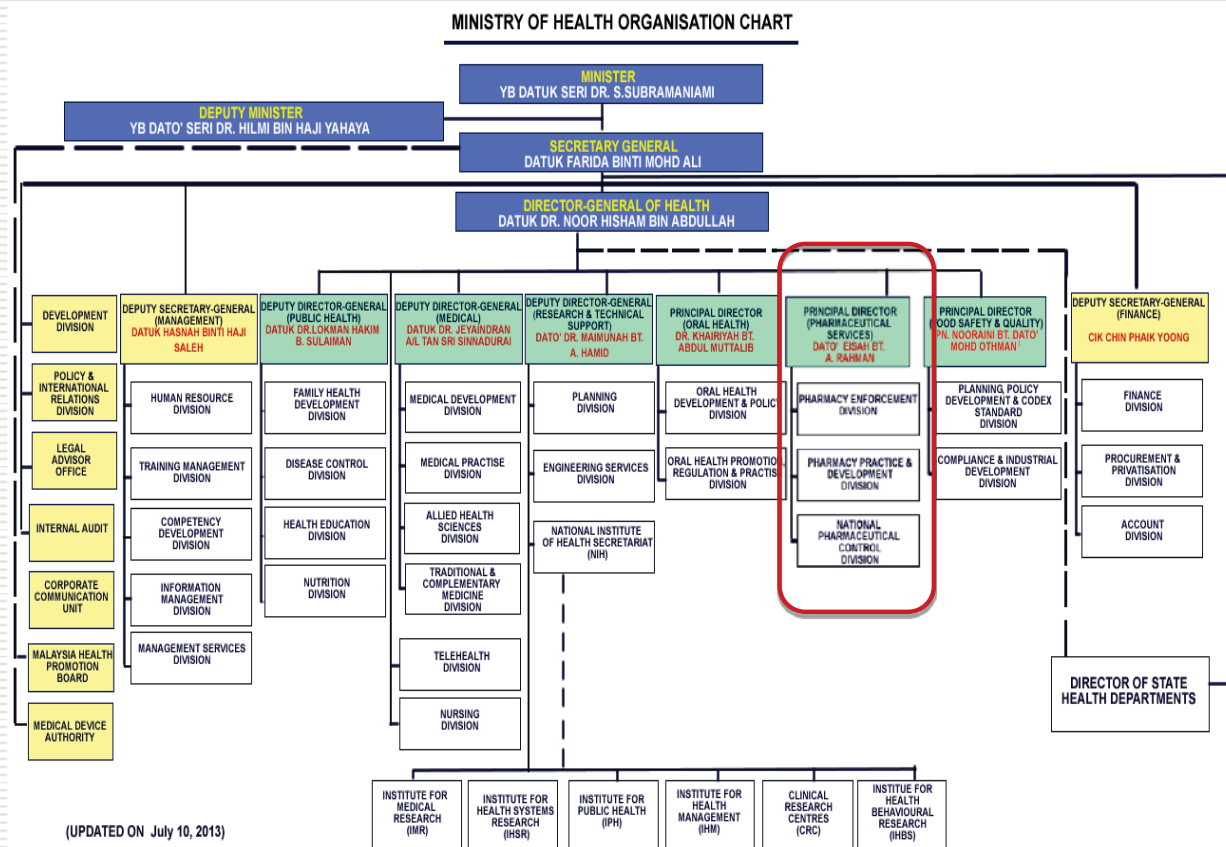 MINISTRY OF HEALTH ORGANISATION CHART
MINISTER
YB DATUK SERI DR. S.SUBRAMANIAMI
DEPUTY MINISTER
YB DATO' SERI DR. HILMI BIN HAJI YAHAYA
SECRETARY GENERAL
DATUK FARIDA BINTI MOHD ALI
DIRECTOR-GENERAL OF HEALTH
DATUK DR. NOOR HISHAM BIN ABDULLAH
DEVELOPMENT
DIVISION
POLICY &
INTERNATIONAL
RELATIONS
DIVISION
LEGAL
ADVISOR
OFFICE
INTERNAL AUDIT
CORPORATE
COMMUNICATION
UNIT
MALAYSIA HEALTH
PROMOTION
BOARD
MEDICAL DEVICE
AUTHORITY
DEPUTY SECRETARY-GENERAL
(MANAGEMENT)
DATUK HASNAH BINTI HAJI
SALEH
HUMAN RESOURCE
DIVISION
TRAINING MANAGEMENT
DIVISION
COMPETENCY
DEVELOPMENT
DIVISION
INFORMATION
MANAGEMENT
DIVISION
MANAGEMENT SERVICES
DIVISION
DEPUTY DIRECTOR-GENERAL
(PUBLIC HEALTH)
DATUK DR.LOKMAN HAKIM
B. SULAIMAN
FAMILY HEALTH
DEVELOPMENT
DIVISION
DISEASE CONTROL
DIVISION
HEALTH EDUCATION
DIVISION
NUTRITION
DIVISION
DEPUTY DIRECTOR-GENERAL
(MEDICAL)
DATUK DR. JEYAINDRAN
A/L TAN SRI SINNADURAI
MEDICAL DEVELOPMENT
DIVISION
MEDICAL PRACTISE
DIVISION
ALLIED HEALTH
SCIENCES
DIVISION
TRADITIONAL &
COMPLEMENTARY
MEDICINE
DIVISION
TELEHEALTH
DIVISION
NURSING
DIVISION
DEPUTY DIRECTOR-GENERAL
(RESEARCH & TECHNICAL
SUPPORT)
DATO' DR. MAIMUNAH BT.
A. HAMID
PLANNING
DIVISION
ENGINEERING SERVICES
DIVISION
NATIONAL INSTITUTE
OF HEALTH SECRETARIAT
(NIH)
PRINCIPAL DIRECTOR
(ORAL HEALTH)
DR. KHAIRIYAH BT.
ABDUL MUTTALIB
ORAL HEALTH
DEVELOPMENT & POLIC
DIVISION
ORAL HEALTH PROMOTION,
REGULATION & PRACTIS
DIVISION
PRINCIPAL DIRECTOR
(PHARMACEUTICAL
SERVICES)
DATO' EISAH BT.
A. RAHMAN
PHARMACY ENFORCEMENT
DIVISION
PHARMACY PRACTICE &
DEVELOPMENT
DIVISION
NATIONAL
PHARMACEUTICAL
CONTROL
DIVISION
PRINCIPAL DIRECTOR
FOOD SAFETY & QUALITY)
PN. NOORAINI BT. DATO'
MOHD OTHMAN
PLANNING, POLICY
DEVELOPMENT & CODEX
STANDARD
DIVISION
COMPLIANCE & INDUSTRIAL
DEVELOPMENT
DIVISION
DEPUTY SECRETARY-GENERAL
(FINANCE)
CIK CHIN PHAIK YOONG
FINANCE
DIVISION
PROCUREMENT &
PRIVATISATION
DIVISION
ACCOUNT
DIVISION
DIRECTOR OF STATE
HEALTH DEPARTMENTS
INSTITUTE FOR
MEDICAL
RESEARCH
(IMR)
INSTITUTE FOR
HEALTH SYSTEMS
RESEARCH
(IHSR)
INSTITUTE FOR
PUBLIC HEALTH
(IPH)
INSTITUTE FOR
HEALTH
MANAGEMENT
(IHM)
CLINICAL
RESEARCH
CENTRES
(CRC)
INSTITUE FOR
HEALTH
BEHAVIOURAL
RESEARCH
(IHBS)
(UPDATED ON July 10, 2013)